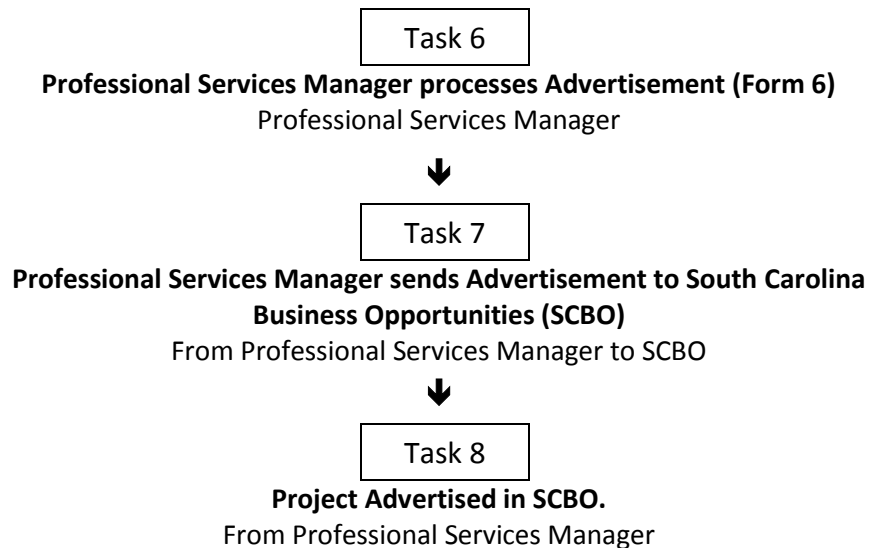 Task 6
Professional Services Manager processes Advertisement (Form 6)
Professional Services Manager
Task 7
Professional Services Manager sends Advertisement to South Carolina
Business Opportunities (SCBO)
From Professional Services Manager to SCBO
Task 8
Project Advertised in SCBO.
From Professional Services Manager